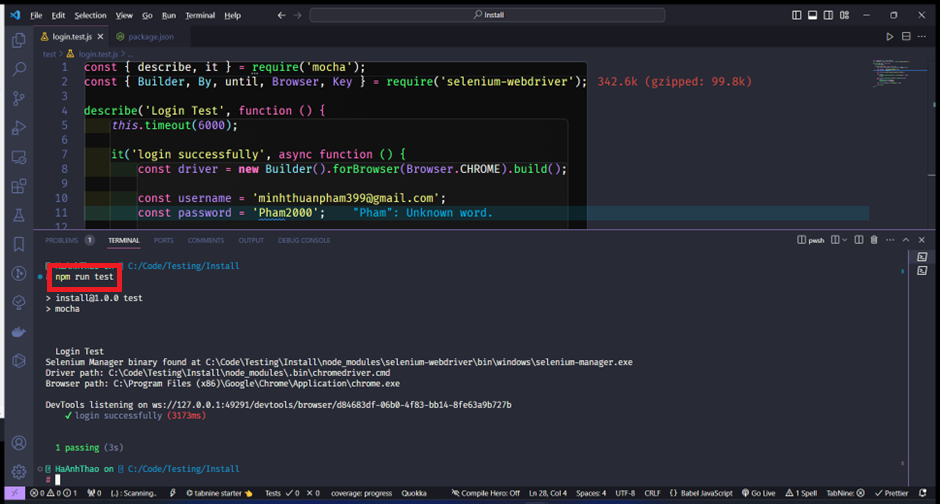 File Edit Selection View Go Run Terminal Help
Install
login.test.js package.json
test > login.test.js > ...
1 const { describe, it } = require('mocha');
2 const { Builder, By, until, Browser, Key } = require('selenium-webdriver'); 342.6k (gzipped: 99.8k)
3
4 describe('Login Test', function () {
5 this.timeout(6000);
6
7 it('login successfully', async function () {
8 const driver = new Builder().forBrowser(Browser.CHROME).build();
9
10 const username = 'minhthuanpham399@gmail.com';
11 const password = 'Pham2000'; "Pham": Unknown word.
12
PROBLEMS 1 TERMINAL PORTS COMMENTS OUTPUT DEBUG CONSOLE pwsh
HaAnhThao on C:/Code/Testing/Install
npm run test
> install@1.0.0 test
> mocha
Login Test
Selenium Manager binary found at C:\Code\Testing\Install\node_modules\selenium-webdriver\bin\windows\selenium-manager.exe
Driver path: C:\Code\Testing\Install\node_modules\.bin\chromedriver.cmd
Browser path: C:\Program Files (x86)\Google\Chrome\Application\chrome.exe
DevTools listening on ws://127.0.0.1:49291/devtools/browser/d84683df-06b0-4f83-bb14-8fe63a9b727b
✓ login successfully (3173ms)
1 passing (3s)
HaAnhThao on C:/Code/Testing/Install
#
0 0 1 0 {..} : Scanning.. tabnine starter Tests ✓ 0 × 0 coverage: progress Quokka Compile Hero: Off Ln 28, Col 4 Spaces: 4 UTF-8 CRLF {} Babel JavaScript Go Live 1 Spell TabNine Prettier